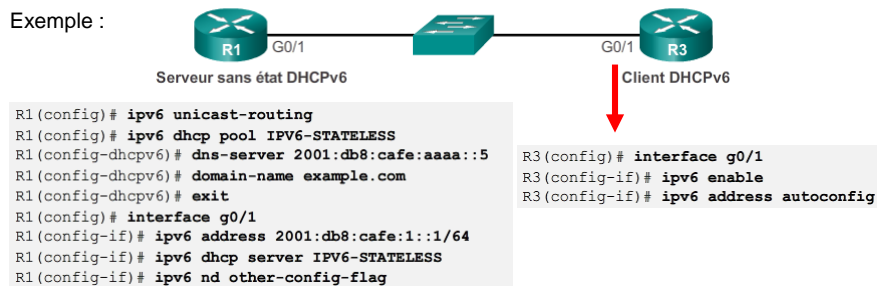 Exemple :
R1
G0/1
G0/1
R3
Serveur sans état DHCPv6
Client DHCPv6
R1(config)# ipv6 unicast-routing
R1(config)# ipv6 dhcp pool IPV6-STATELESS
R1(config-dhcpv6)# dns-server 2001:db8:cafe:aaaa::5
R1(config-dhcpv6)# domain-name example.com
R1(config-dhcpv6)# exit
R1(config)# interface g0/1
R1(config-if)# ipv6 address 2001:db8:cafe:1::1/64
R1(config-if)# ipv6 dhcp server IPV6-STATELESS
R1(config-if)# ipv6 nd other-config-flag
R3(config)# interface g0/1
R3(config-if)# ipv6 enable
R3(config-if)# ipv6 address autoconfig